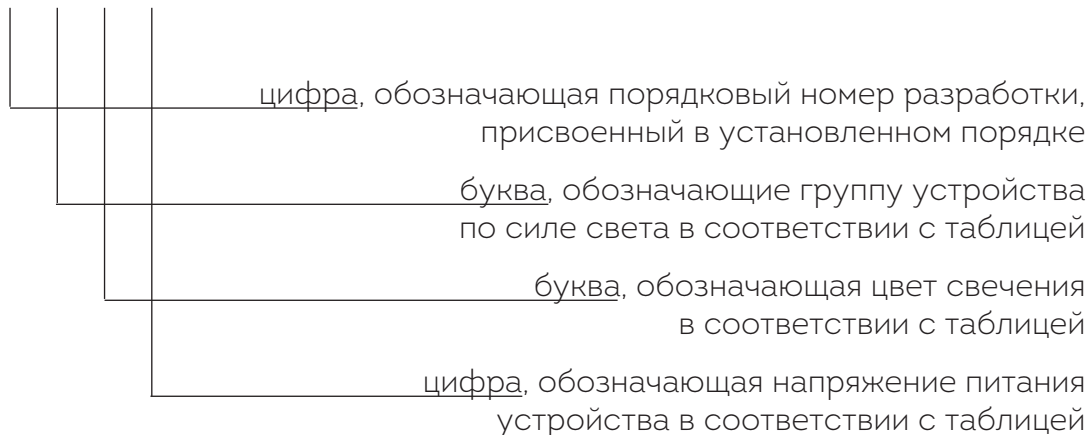 цифра, обозначающая порядковый номер разработки,
присвоенный в установленном порядке
буква, обозначающие группу устройства
по силе света в соответствии с таблицей
буква, обозначающая цвет свечения
в соответствии с таблицей
цифра, обозначающая напряжение питания
устройства в соответствии с таблицей